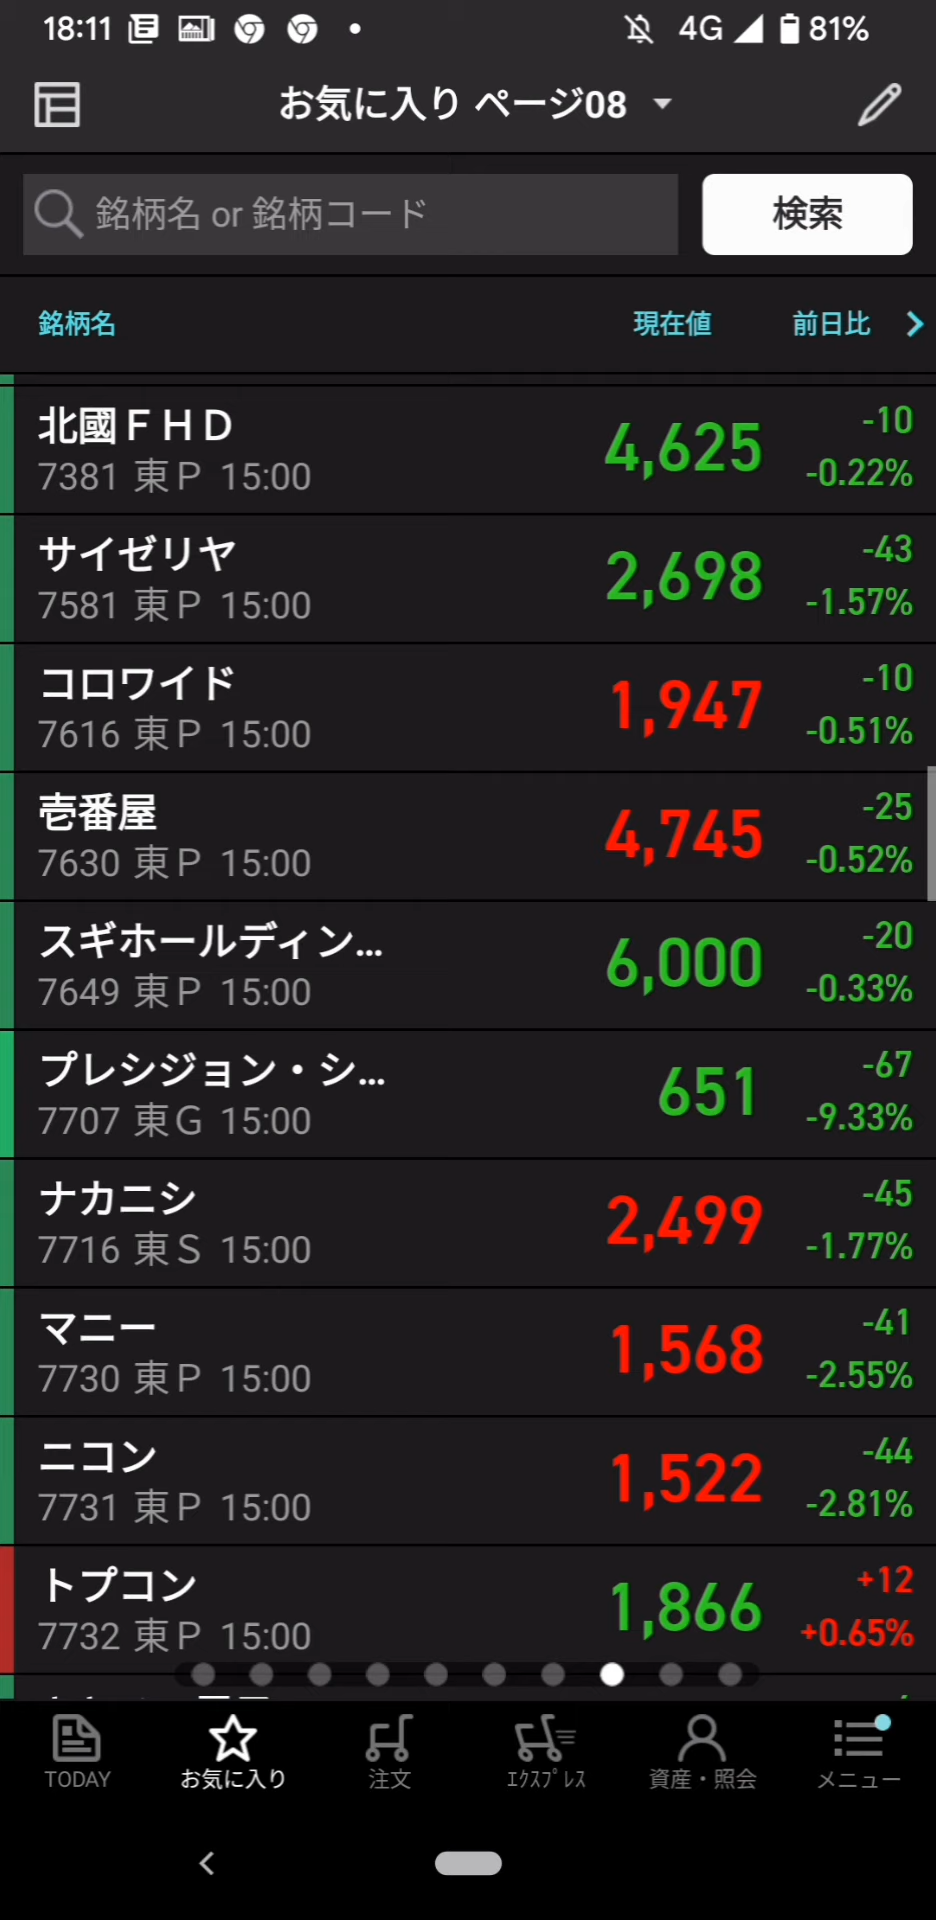 18:11 4G 81%
お気に入り ページ08
銘柄名 or 銘柄コード 検索
銘柄名 現在値 前日比
北國ＦＨＤ 4,625 -10
7381 東Ｐ 15:00 -0.22%
サイゼリヤ 2,698 -43
7581 東Ｐ 15:00 -1.57%
コロワイド 1,947 -10
7616 東Ｐ 15:00 -0.51%
壱番屋 4,745 -25
7630 東Ｐ 15:00 -0.52%
スギホールディン... 6,000 -20
7649 東Ｐ 15:00 -0.33%
プレシジョン・シ... 651 -67
7707 東Ｇ 15:00 -9.33%
ナカニシ 2,499 -45
7716 東Ｓ 15:00 -1.77%
マニー 1,568 -41
7730 東Ｐ 15:00 -2.55%
ニコン 1,522 -44
7731 東Ｐ 15:00 -2.81%
トプコン 1,866 +12
7732 東Ｐ 15:00 +0.65%
TODAY お気に入り 注文 ｴｸｽﾌﾟﾚｽ 資産・照会 メニュー